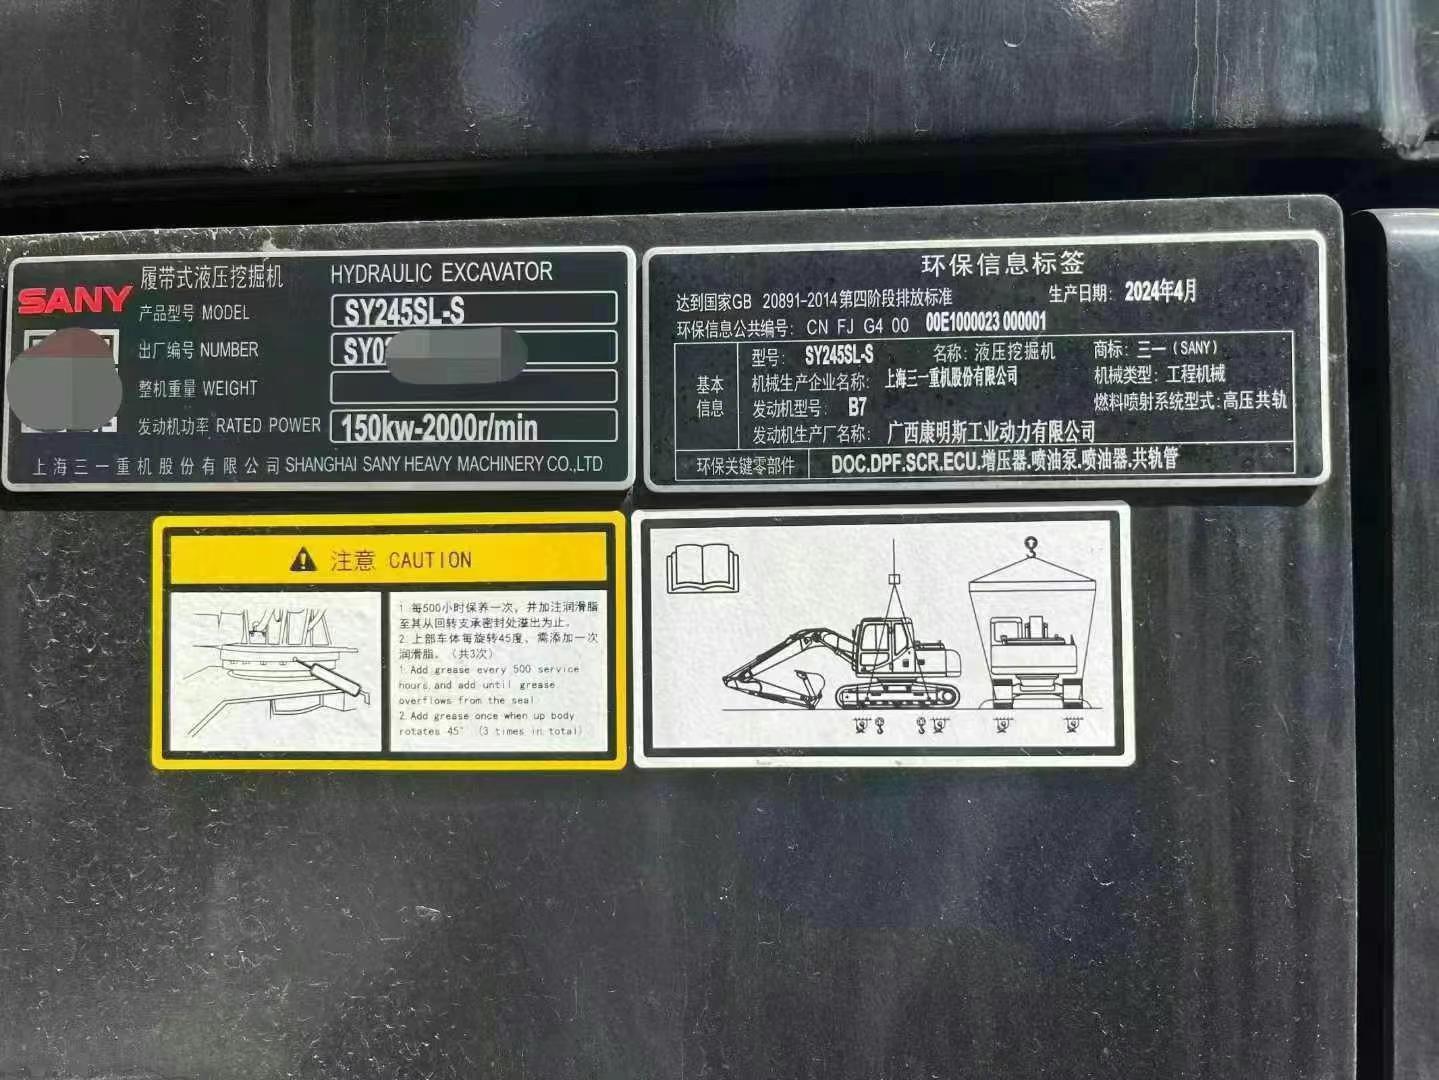 SANY
履带式液压挖掘机 HYDRAULIC EXCAVATOR
产品型号 MODEL SY245SL-S
出厂编号 NUMBER
整机重量 WEIGHT
发动机功率 RATED POWER 150kw-2000r/min
上海三一重机股份有限公司 SHANGHAI SANY HEAVY MACHINERY CO.,LTD
环保信息标签
达到国家GB 20891-2014第四阶段排放标准 生产日期: 2024年4月
环保信息公共编号: CN FJ G4 00 00E1000023 000001
基本信息
型号: SY245SL-S 名称: 液压挖掘机 商标: 三一(SANY)
机械生产企业名称: 上海三一重机股份有限公司 机械类型: 工程机械
发动机型号: B7 燃料喷射系统型式: 高压共轨
发动机生产厂名称: 广西康明斯工业动力有限公司
环保关键零部件 DOC.DPF.SCR.ECU.增压器.喷油泵.喷油器.共轨管
注意 CAUTION
1.每500小时保养一次, 并加注润滑脂
至其从回转支承密封处溢出为止。
2.上部车体每旋转45度, 需添加一次
润滑脂。(共3次)
1.Add grease every 500 service
hours,and add until grease
overflows from the seal
2.Add grease once when up body
rotates 45° (3 times in total)